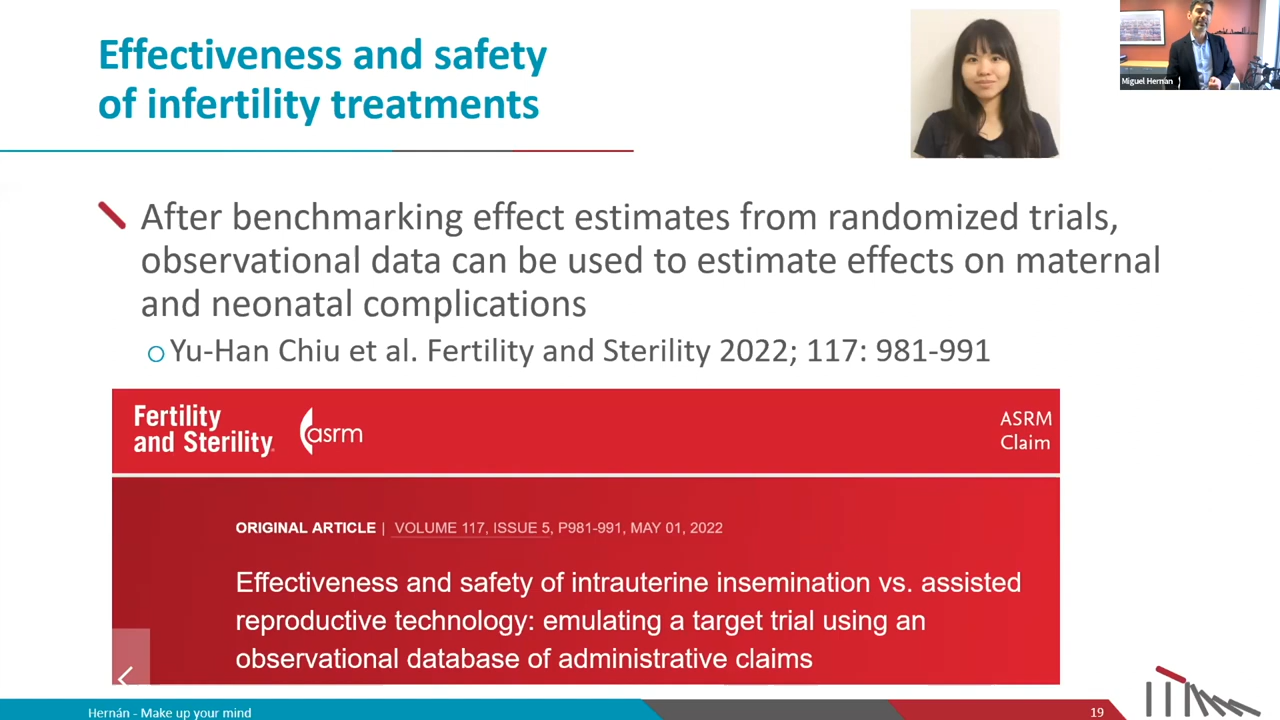 Effectiveness and safety
of infertility treatments
Miguel Hernan
After benchmarking effect estimates from randomized trials,
observational data can be used to estimate effects on maternal
and neonatal complications
Yu-Han Chiu et al. Fertility and Sterility 2022; 117: 981-991
Fertility
and Sterility
asrm
ASRM
Claim
ORIGINAL ARTICLE | VOLUME 117, ISSUE 5, P981-991, MAY 01, 2022
Effectiveness and safety of intrauterine insemination vs. assisted
reproductive technology: emulating a target trial using an
observational database of administrative claims
Hernán - Make up your mind
19